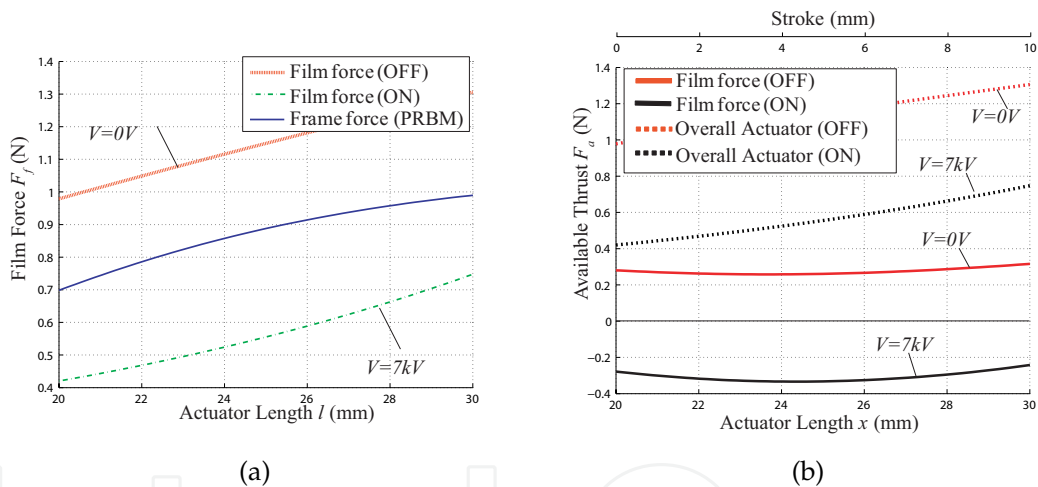 Film Force F_f (N)
1.4
1.3
1.2
1.1
1
0.9
0.8
0.7
0.6
0.5
0.4
Film force (OFF)
Film force (ON)
Frame force (PRBM)
V=0V
V=7kV
20
22
24
26
28
30
Actuator Length l (mm)
(a)
Stroke (mm)
0
2
4
6
8
10
Available Thrust F_a (N)
1.4
1.2
1
0.8
0.6
0.4
0.2
0
−0.2
−0.4
Film force (OFF)
Film force (ON)
Overall Actuator (OFF)
Overall Actuator (ON)
V=0V
V=7kV
V=0V
V=7kV
20
22
24
26
28
30
Actuator Length x (mm)
(b)